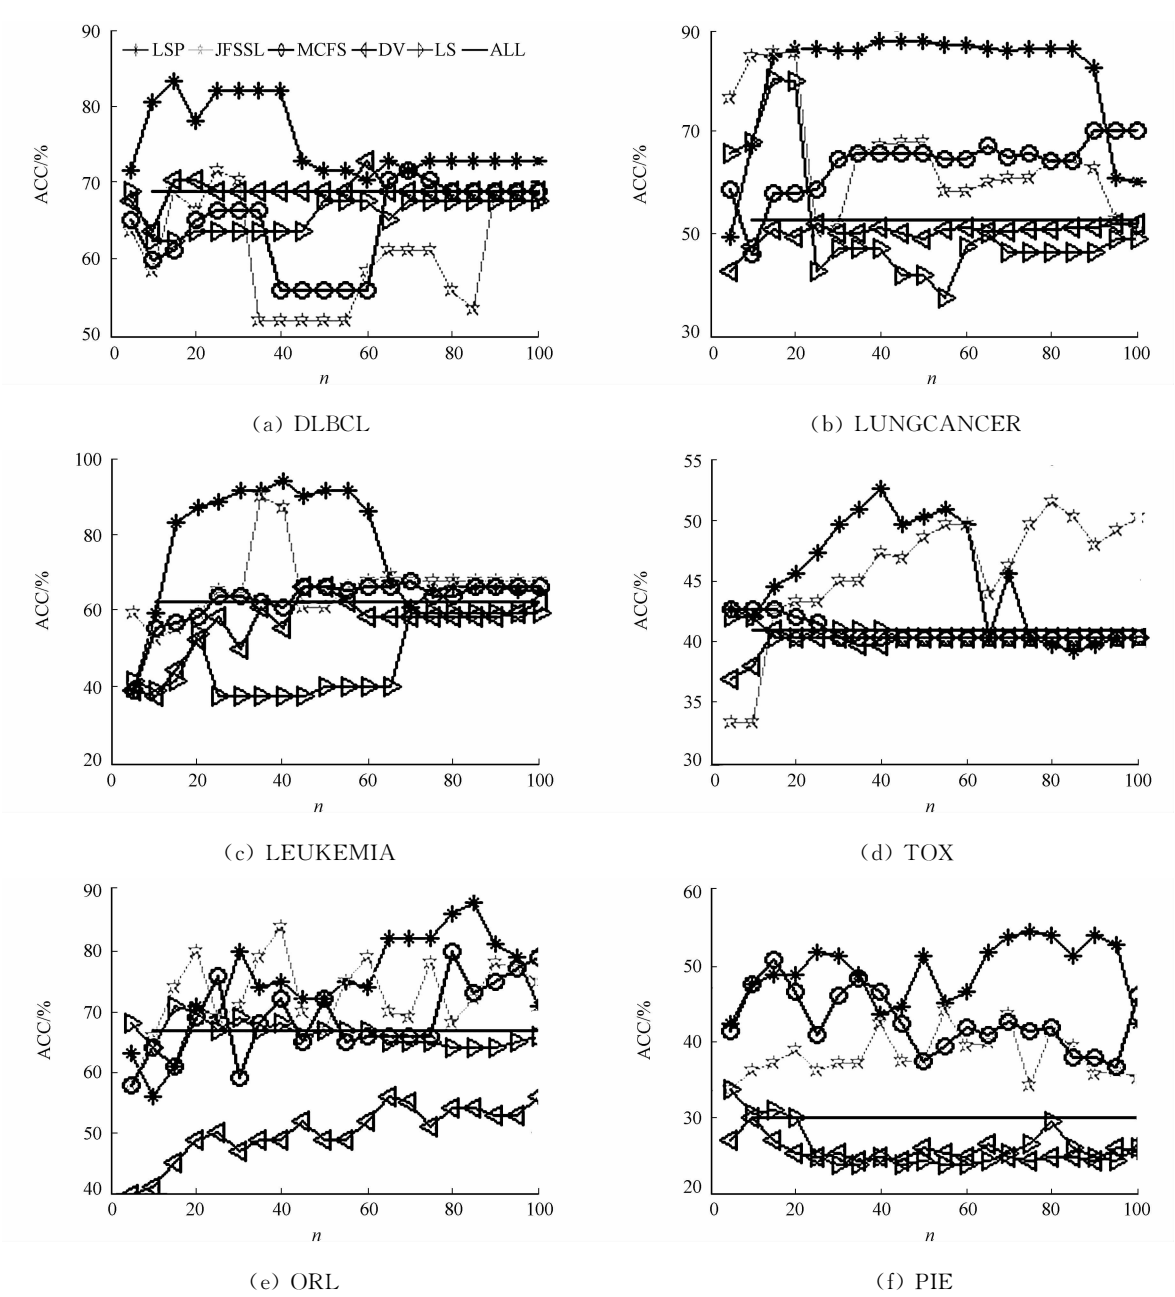 90
80
70
60
50
ACC/%
LSP JFSSL MCFS DV LS ALL
0 20 40 60 80 100
n
(a) DLBCL
90
70
50
30
ACC/%
0 20 40 60 80 100
n
(b) LUNGCANCER
100
80
60
40
20
ACC/%
0 20 40 60 80 100
n
(c) LEUKEMIA
55
50
45
40
35
30
ACC/%
0 20 40 60 80 100
n
(d) TOX
90
80
70
60
50
40
ACC/%
0 20 40 60 80 100
n
(e) ORL
60
50
40
30
20
ACC/%
0 20 40 60 80 100
n
(f) PIE